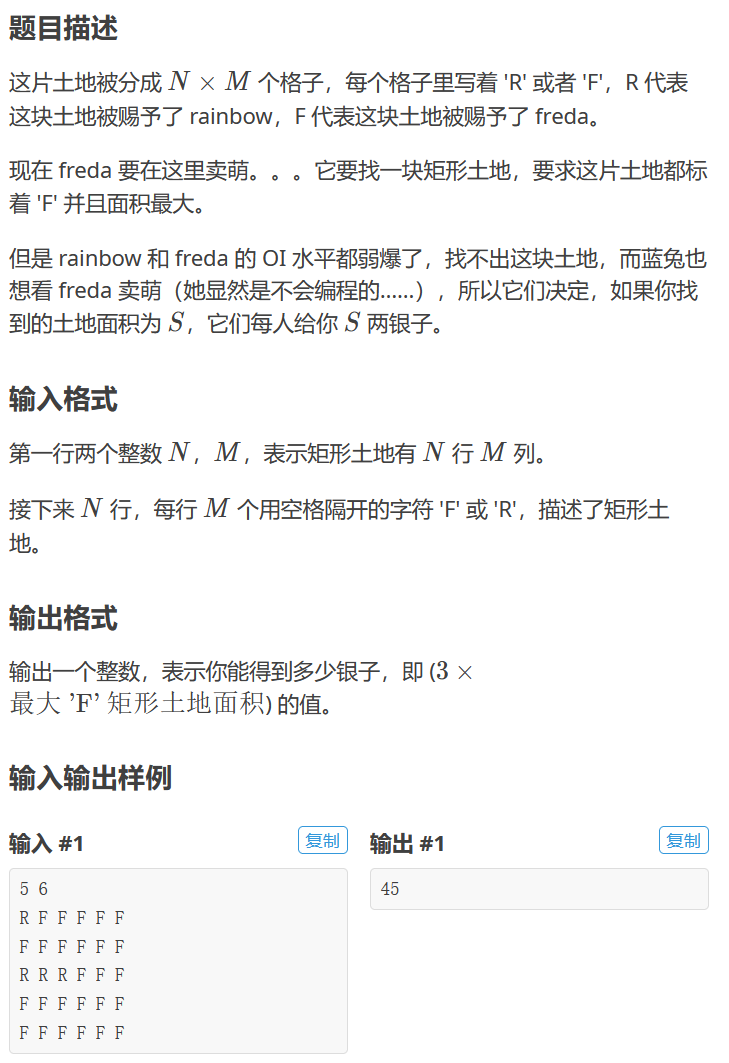 题目描述
这片土地被分成 N × M 个格子，每个格子里写着 'R' 或者 'F'，R 代表
这块土地被赐予了 rainbow，F 代表这块土地被赐予了 freda。
现在 freda 要在这里卖萌。。。它要找一块矩形土地，要求这片土地都标
着 'F' 并且面积最大。
但是 rainbow 和 freda 的 OI 水平都弱爆了，找不出这块土地，而蓝兔也
想看 freda 卖萌（她显然是不会编程的……），所以它们决定，如果你找
到的土地面积为 S，它们每人给你 S 两银子。
输入格式
第一行两个整数 N，M，表示矩形土地有 N 行 M 列。
接下来 N 行，每行 M 个用空格隔开的字符 'F' 或 'R'，描述了矩形土
地。
输出格式
输出一个整数，表示你能得到多少银子，即 (3 ×
最大 'F' 矩形土地面积) 的值。
输入输出样例
输入 #1 复制
5 6
R F F F F F
F F F F F F
R R R F F F
F F F F F F
F F F F F F
输出 #1 复制
45